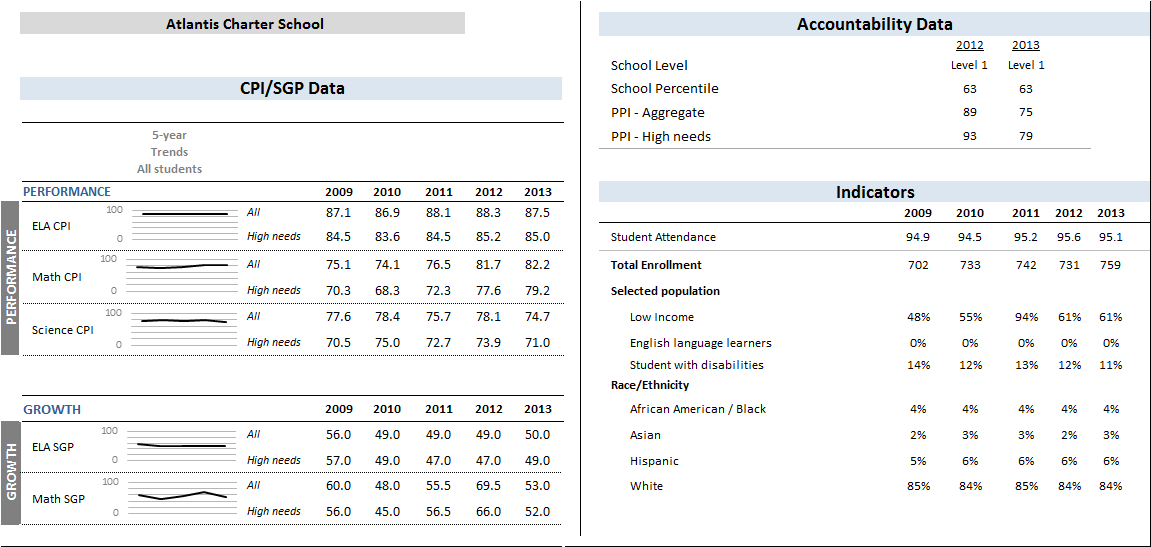 Atlantis Charter School
CPI/SGP Data
5-year
Trends
All students
PERFORMANCE 2009 2010 2011 2012 2013
PERFORMANCE
ELA CPI 100 0
All 87.1 86.9 88.1 88.3 87.5
High needs 84.5 83.6 84.5 85.2 85.0
Math CPI 100 0
All 75.1 74.1 76.5 81.7 82.2
High needs 70.3 68.3 72.3 77.6 79.2
Science CPI 100 0
All 77.6 78.4 75.7 78.1 74.7
High needs 70.5 75.0 72.7 73.9 71.0
GROWTH 2009 2010 2011 2012 2013
GROWTH
ELA SGP 100 0
All 56.0 49.0 49.0 49.0 50.0
High needs 57.0 49.0 47.0 47.0 49.0
Math SGP 100 0
All 60.0 48.0 55.5 69.5 53.0
High needs 56.0 45.0 56.5 66.0 52.0
Accountability Data
2012 2013
School Level Level 1 Level 1
School Percentile 63 63
PPI - Aggregate 89 75
PPI - High needs 93 79
Indicators
2009 2010 2011 2012 2013
Student Attendance 94.9 94.5 95.2 95.6 95.1
Total Enrollment 702 733 742 731 759
Selected population
Low Income 48% 55% 94% 61% 61%
English language learners 0% 0% 0% 0% 0%
Student with disabilities 14% 12% 13% 12% 11%
Race/Ethnicity
African American / Black 4% 4% 4% 4% 4%
Asian 2% 3% 3% 2% 3%
Hispanic 5% 6% 6% 6% 6%
White 85% 84% 85% 84% 84%